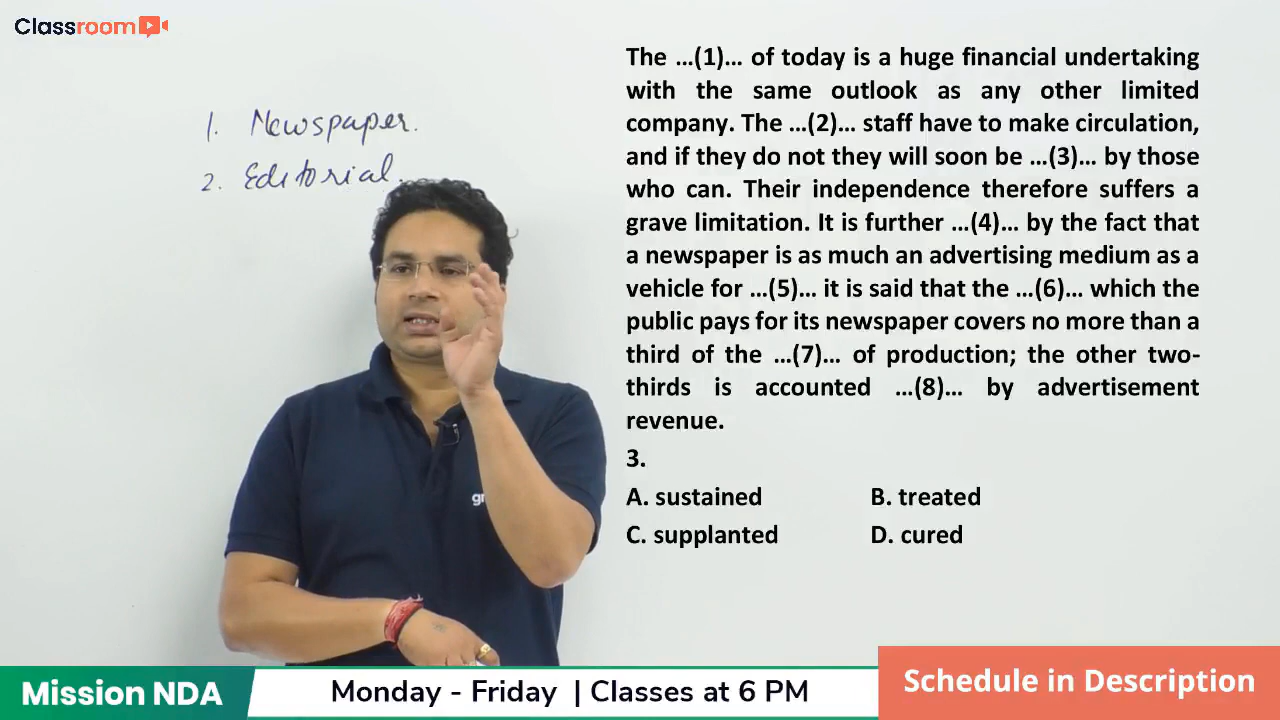 Classroom
1. Newspaper.
2. Editorial.
The ...(1)... of today is a huge financial undertaking
with the same outlook as any other limited
company. The ...(2)... staff have to make circulation,
and if they do not they will soon be ...(3)... by those
who can. Their independence therefore suffers a
grave limitation. It is further ...(4)... by the fact that
a newspaper is as much an advertising medium as a
vehicle for ...(5)... it is said that the ...(6)... which the
public pays for its newspaper covers no more than a
third of the ...(7)... of production; the other two-
thirds is accounted ...(8)... by advertisement
revenue.
3.
A. sustained B. treated
C. supplanted D. cured
Mission NDA
Monday - Friday | Classes at 6 PM
Schedule in Description